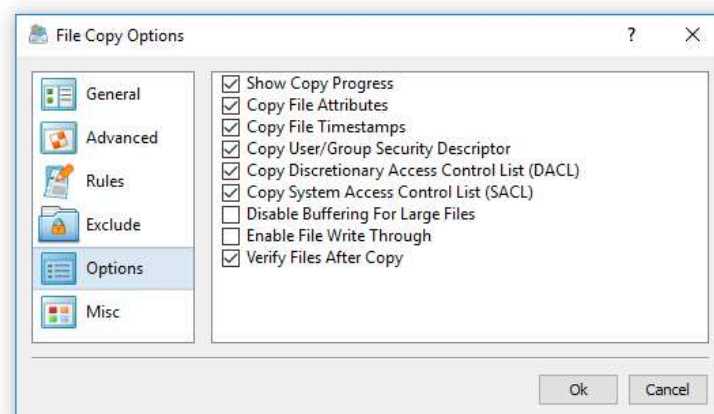 File Copy Options
?
General
Advanced
Rules
Exclude
Options
Misc
Show Copy Progress
Copy File Attributes
Copy File Timestamps
Copy User/Group Security Descriptor
Copy Discretionary Access Control List (DACL)
Copy System Access Control List (SACL)
Disable Buffering For Large Files
Enable File Write Through
Verify Files After Copy
Ok
Cancel